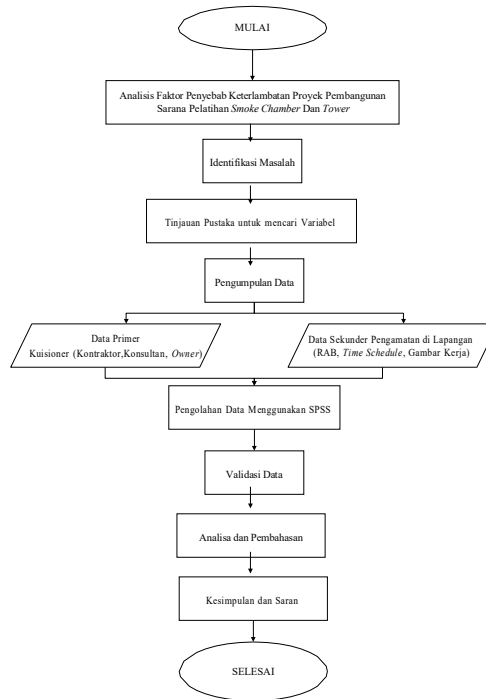 MULAI
Analisis Faktor Penyebab Keterlambatan Proyek Pembangunan
Sarana Pelatihan Smoke Chamber Dan Tower
Identifikasi Masalah
Tinjauan Pustaka untuk mencari Variabel
Pengumpulan Data
Data Primer
Kuisioner (Kontraktor,Konsultan, Owner)
Data Sekunder Pengamatan di Lapangan
(RAB, Time Schedule, Gambar Kerja)
Pengolahan Data Menggunakan SPSS
Validasi Data
Analisa dan Pembahasan
Kesimpulan dan Saran
SELESAI